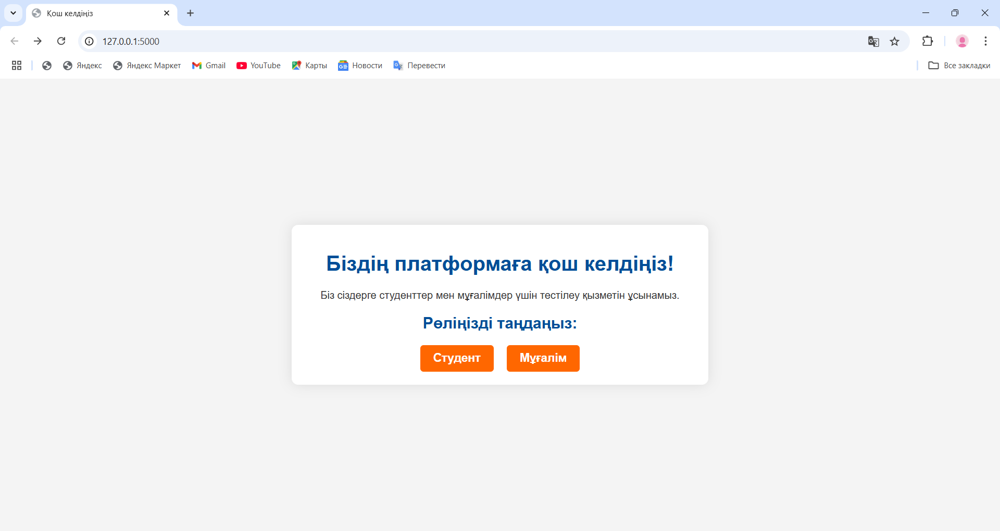 Қош келдіңіз
127.0.0.1:5000
Яндекс Яндекс Маркет Gmail YouTube Карты Новости Перевести Все закладки
Біздің платформаға қош келдіңіз!
Біз сіздерге студенттер мен мұғалімдер үшін тестілеу қызметін ұсынамыз.
Рөліңізді таңдаңыз:
Студент Мұғалім